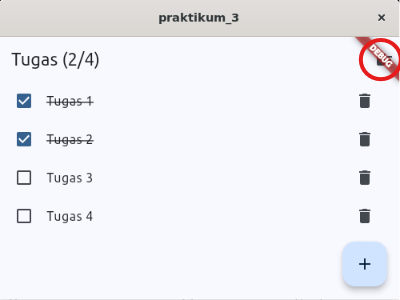 praktikum_3
Tugas (2/4)
DEBUG
Tugas 1
Tugas 2
Tugas 3
Tugas 4